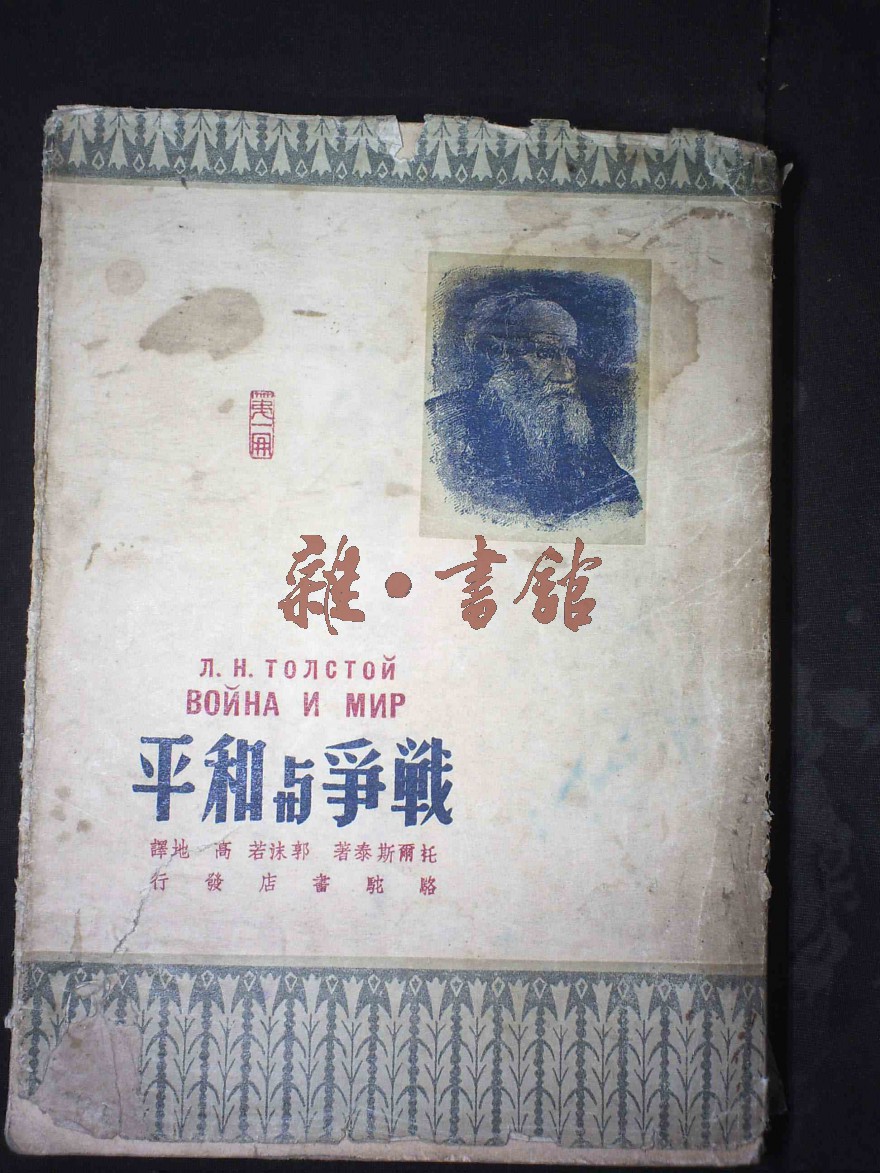 第一冊
雜·書館
Л. Н. ТОЛСТОЙ
ВОЙНА И МИР
戰爭與和平
托爾斯泰著 郭沫若 高 地譯
駱駝書店發行